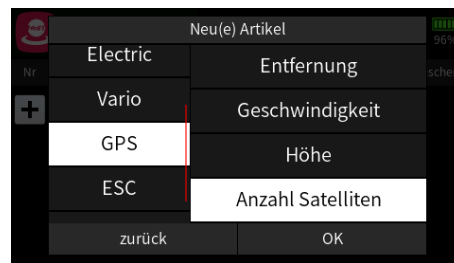 Neu(e) Artikel
96%
Nr
Electric
Vario
GPS
ESC
Entfernung
Geschwindigkeit
Höhe
Anzahl Satelliten
zurück
OK